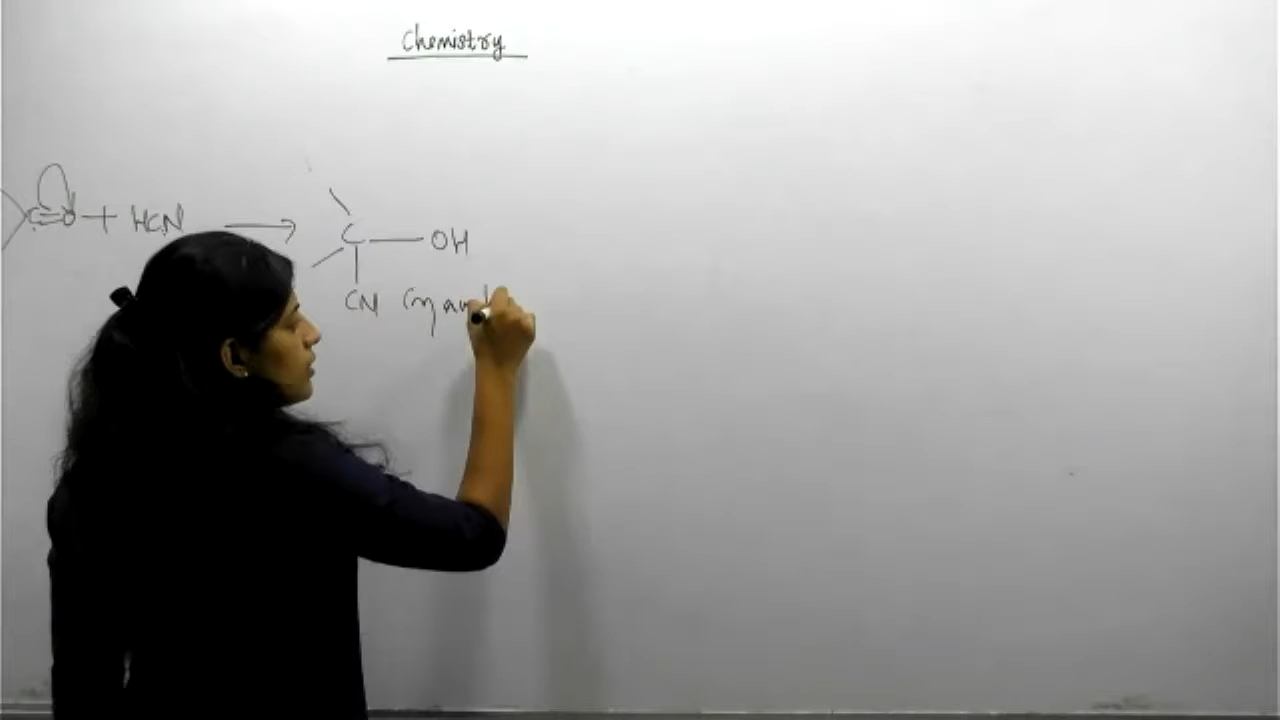 Chemistry
C=O + HCN → C — OH
CN